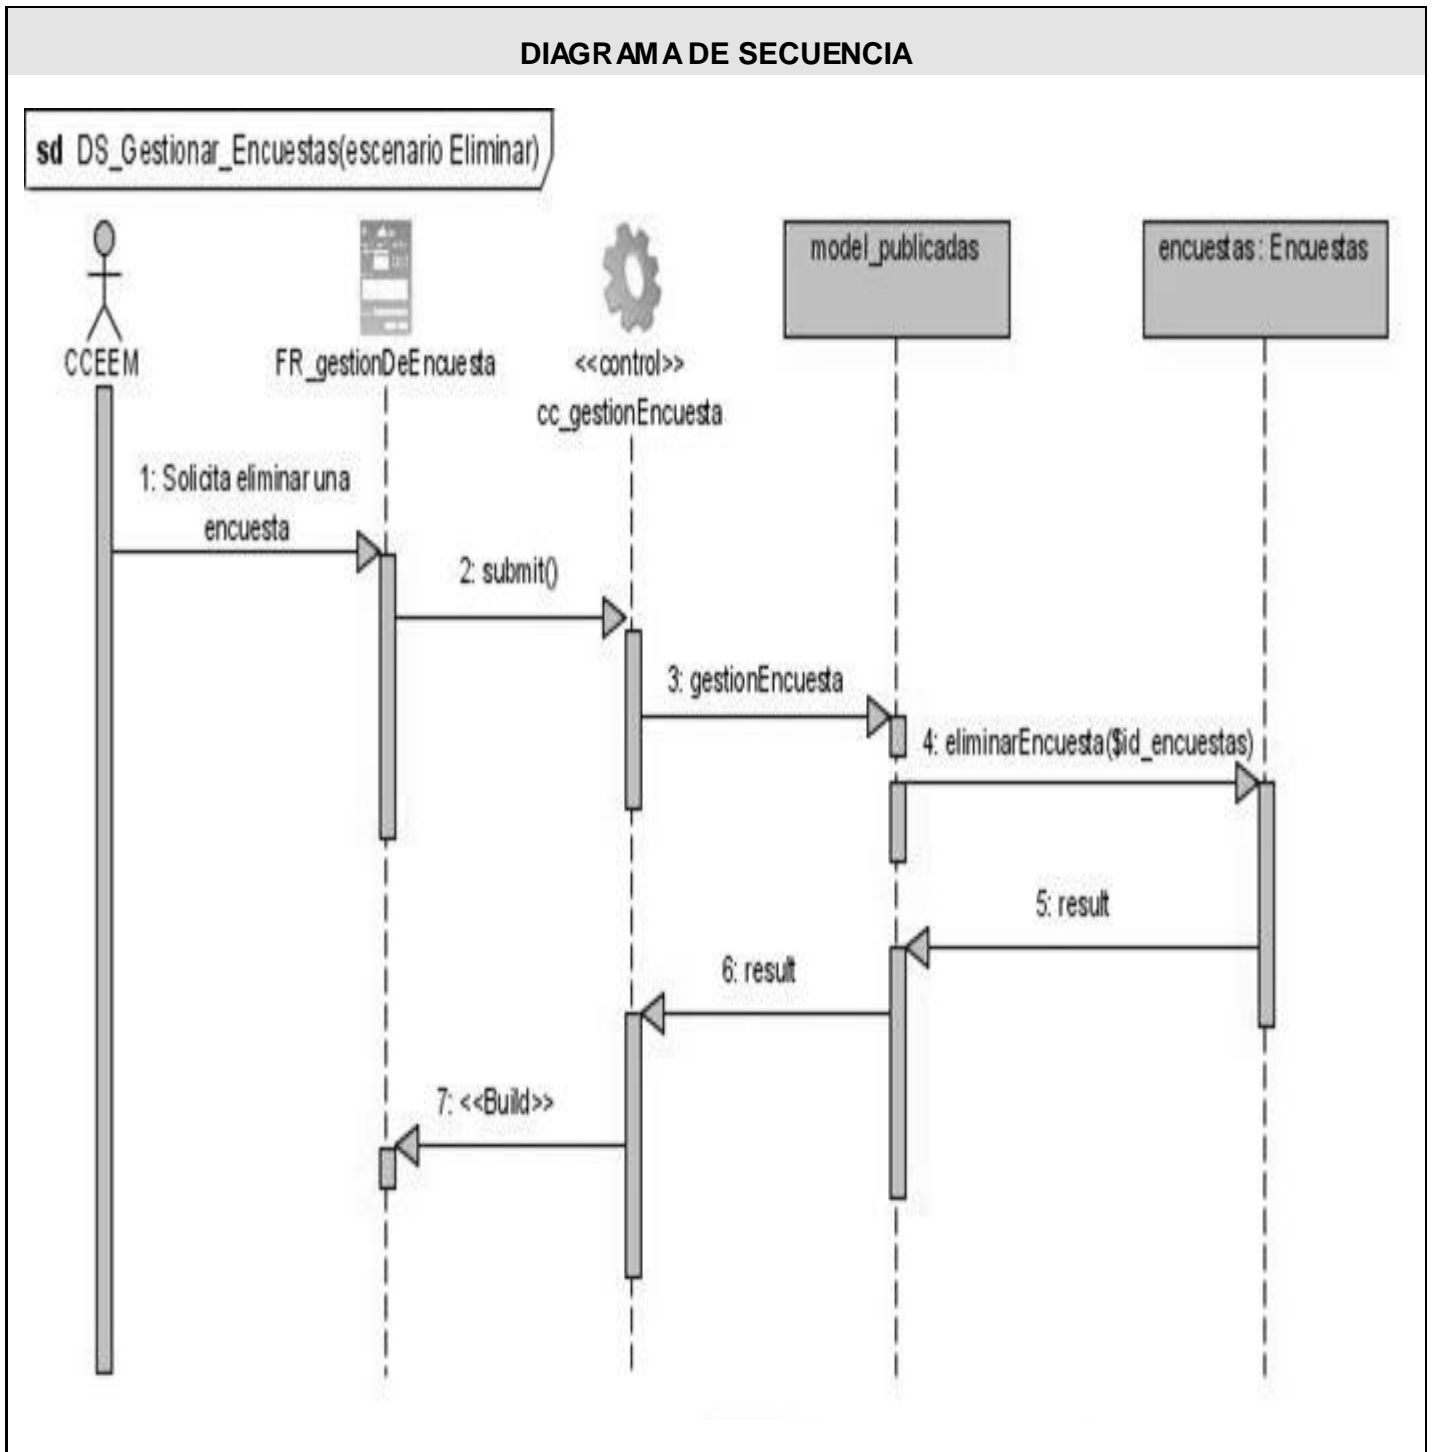 DIAGRAMA DE SECUENCIA
sd DS_Gestionar_Encuestas(escenario Eliminar)
CCEEM
FR_gestionDeEncuesta
<<control>>
cc_gestionEncuesta
model_publicadas
encuestas : Encuestas
1: Solicita eliminar una
encuesta
2: submit()
3: gestionEncuesta
4: eliminarEncuesta($id_encuestas)
5: result
6: result
7: <<Build>>